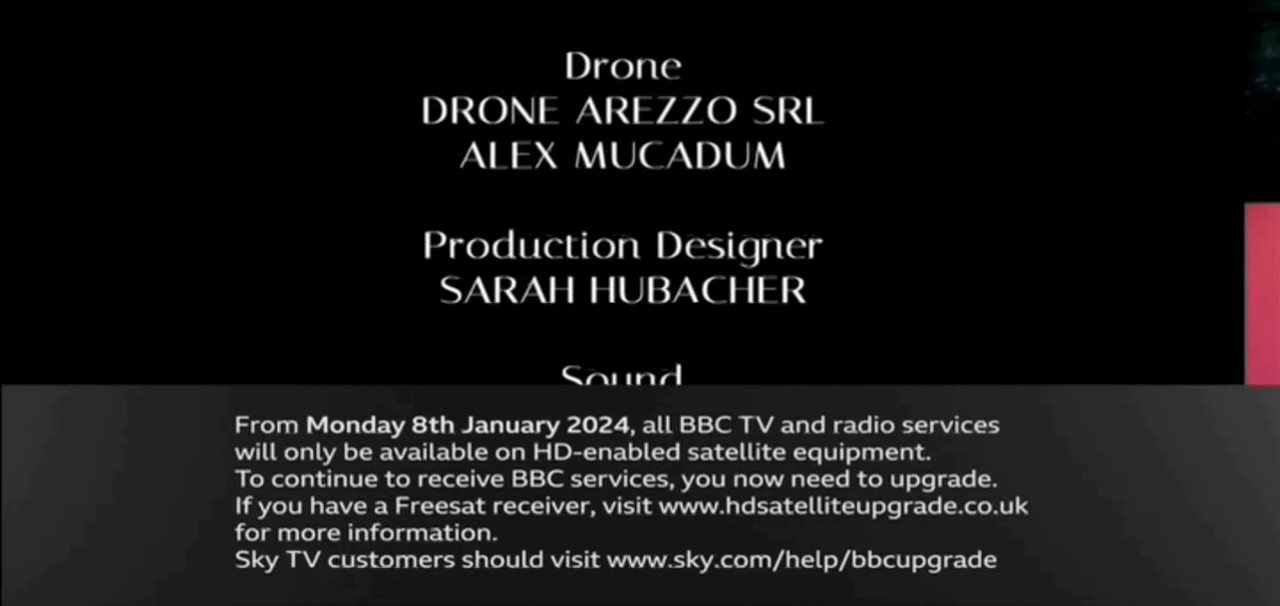 Drone
DRONE AREZZO SRL
ALEX MUCADUM
Production Designer
SARAH HUBACHER
Sound
From Monday 8th January 2024, all BBC TV and radio services
will only be available on HD-enabled satellite equipment.
To continue to receive BBC services, you now need to upgrade.
If you have a Freesat receiver, visit www.hdsatelliteupgrade.co.uk
for more information.
Sky TV customers should visit www.sky.com/help/bbcupgrade